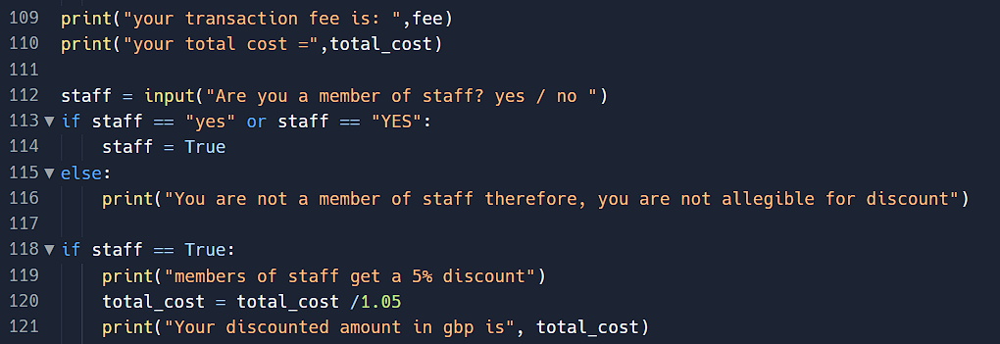 109 print("your transaction fee is: ",fee)
110 print("your total cost =",total_cost)
111
112 staff = input("Are you a member of staff? yes / no ")
113 if staff == "yes" or staff == "YES":
114 staff = True
115 else:
116 print("You are not a member of staff therefore, you are not allegible for discount")
117
118 if staff == True:
119 print("members of staff get a 5% discount")
120 total_cost = total_cost /1.05
121 print("Your discounted amount in gbp is", total_cost)